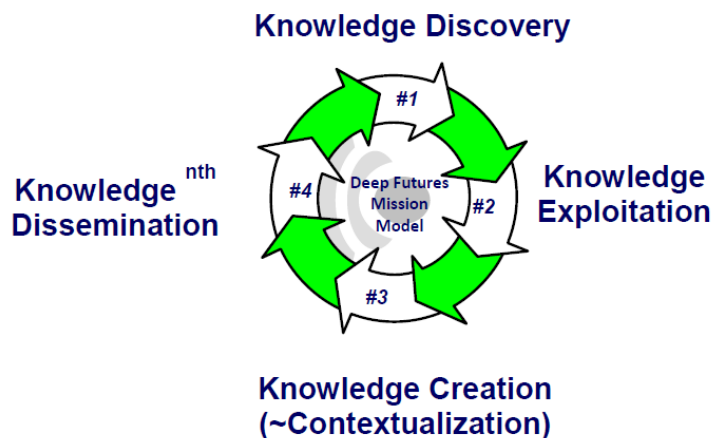 Knowledge Discovery
#1
Knowledge nth
Dissemination
#4
Deep Futures
Mission
Model
#2
Knowledge
Exploitation
#3
Knowledge Creation
(~Contextualization)